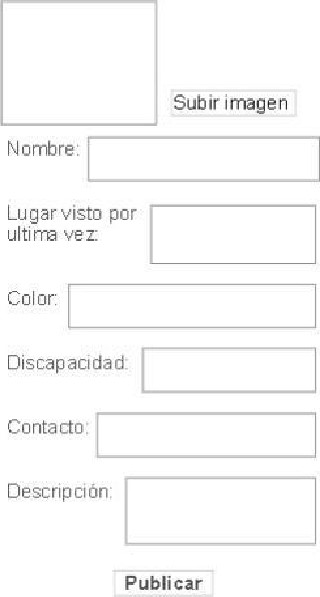 Subir imagen
Nombre:
Lugar visto por
ultima vez:
Color:
Discapacidad:
Contacto:
Descripción:
Publicar